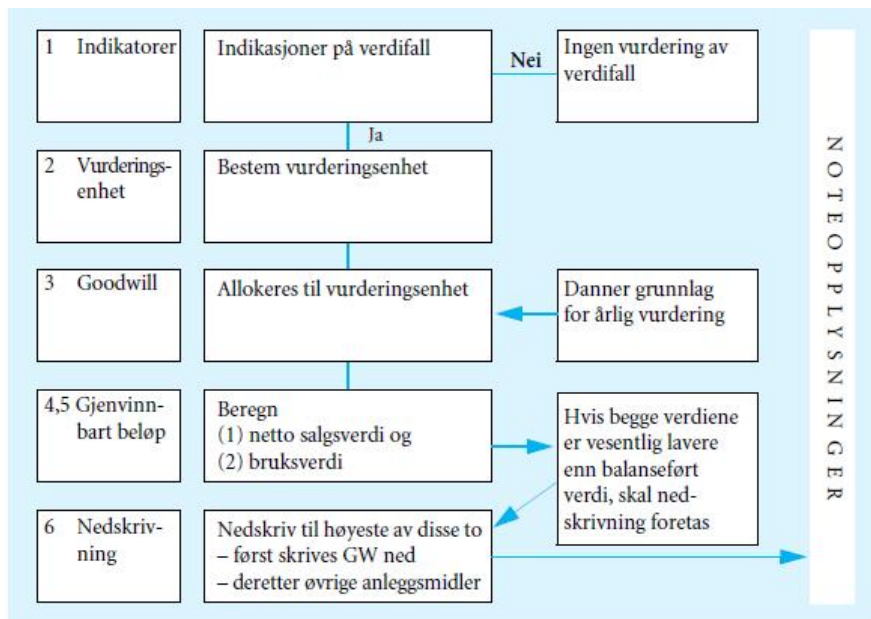 1 Indikatorer
Indikasjoner på verdifall
Nei
Ingen vurdering av
verdifall
Ja
2 Vurderings-
enhet
Bestem vurderingsenhet
3 Goodwill
Allokeres til vurderingsenhet
Danner grunnlag
for årlig vurdering
4,5 Gjenvinn-
bart beløp
Beregn
(1) netto salgsverdi og
(2) bruksverdi
Hvis begge verdiene
er vesentlig lavere
enn balanseført
verdi, skal ned-
skrivning foretas
6 Nedskriv-
ning
Nedskriv til høyeste av disse to
– først skrives GW ned
– deretter øvrige anleggsmidler
NOTEOPPLYSNINGER